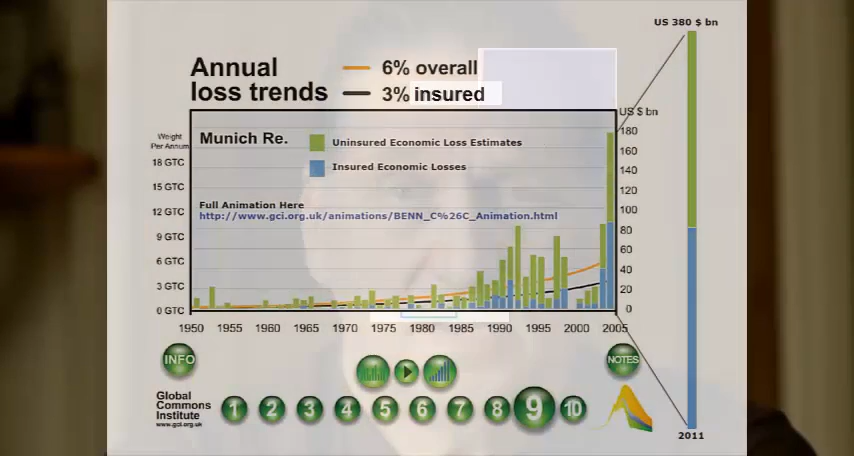 US 380 $ bn
Annual
loss trends
6% overall
3% insured
US $ bn
Weight
Per Annum
Munich Re.
Uninsured Economic Loss Estimates
Insured Economic Losses
Full Animation Here
http://www.gci.org.uk/animations/BENN_C%26C_Animation.html
18 GTC
15 GTC
12 GTC
9 GTC
6 GTC
3 GTC
0 GTC
180
160
140
120
100
80
60
40
20
0
1950 1955 1960 1965 1970 1975 1980 1985 1990 1995 2000 2005
INFO
NOTES
Global
Commons
Institute
www.gci.org.uk
1 2 3 4 5 6 7 8 9 10
2011